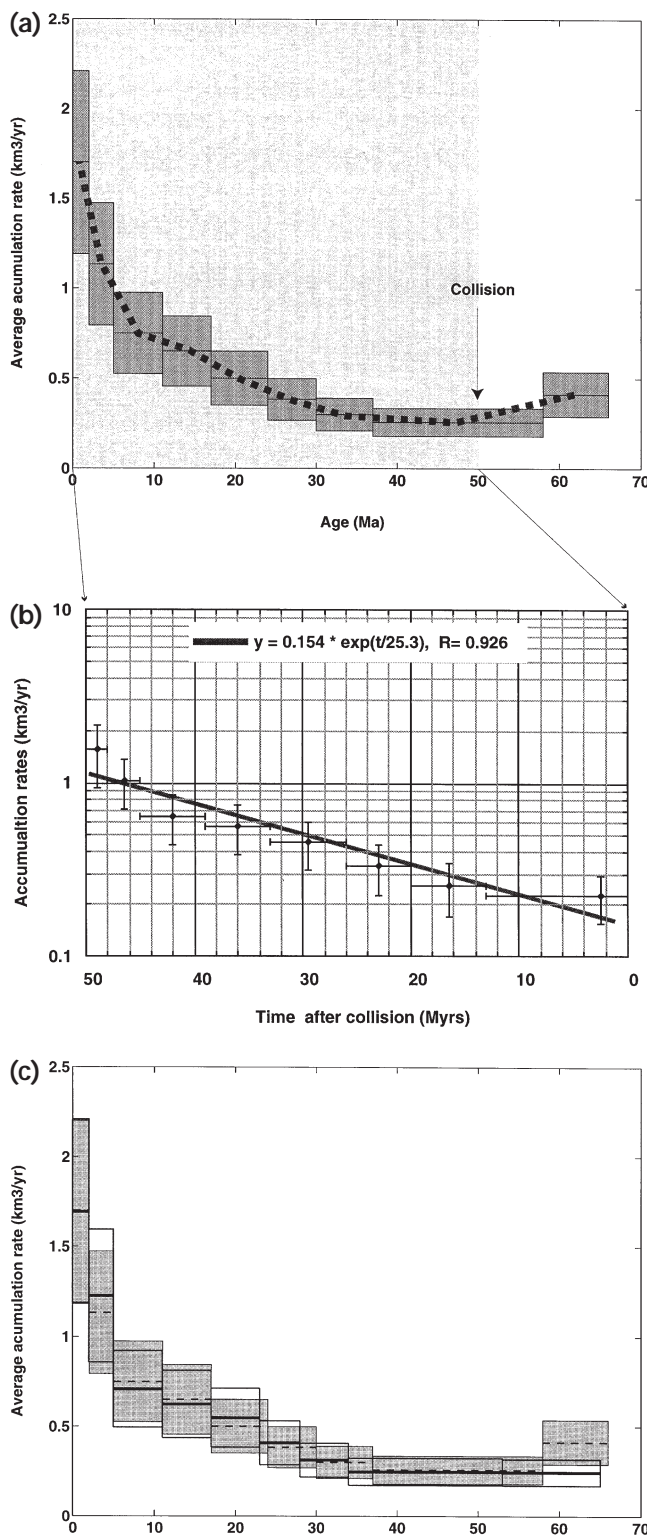 (a)
2.5
2
1.5
1
0.5
0
Average acumulation rate (km3/yr)
Collision
0 10 20 30 40 50 60 70
Age (Ma)
(b)
10
1
0.1
Accumuation rates (km3/yr)
y = 0.154 * exp(t/25.3), R= 0.926
50 40 30 20 10 0
Time after collision (Myrs)
(c)
2.5
2
1.5
1
0.5
0
Average acumulation rate (km3/yr)
0 10 20 30 40 50 60 70